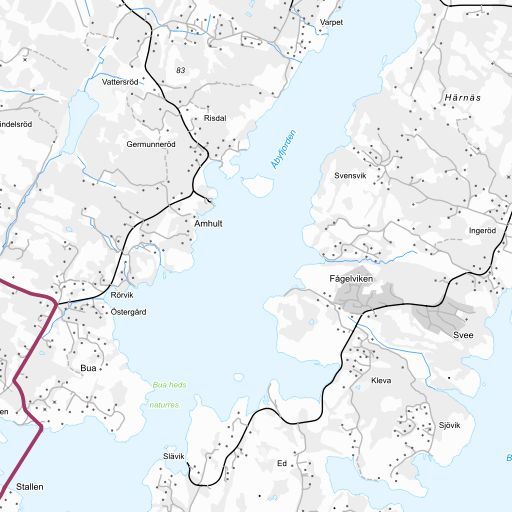 Varpet
83
Vattersröd
Härnäs
Risdal
indelsröd
Åbyfjorden
Germunneröd
Svensvik
Amhult
Ingeröd
Fågelviken
Rörvik
Östergård
Svee
Bua
Bua heds
naturres.
Kleva
en
Sjövik
Slävik
Ed
Stallen
B